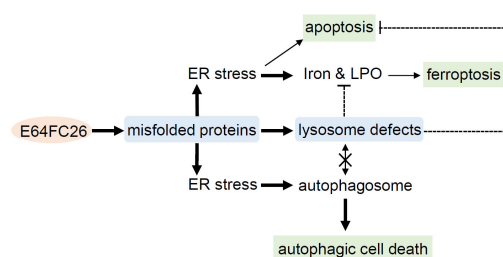 apoptosis
ER stress Iron & LPO ferroptosis
E64FC26 misfolded proteins lysosome defects
ER stress autophagosome
autophagic cell death